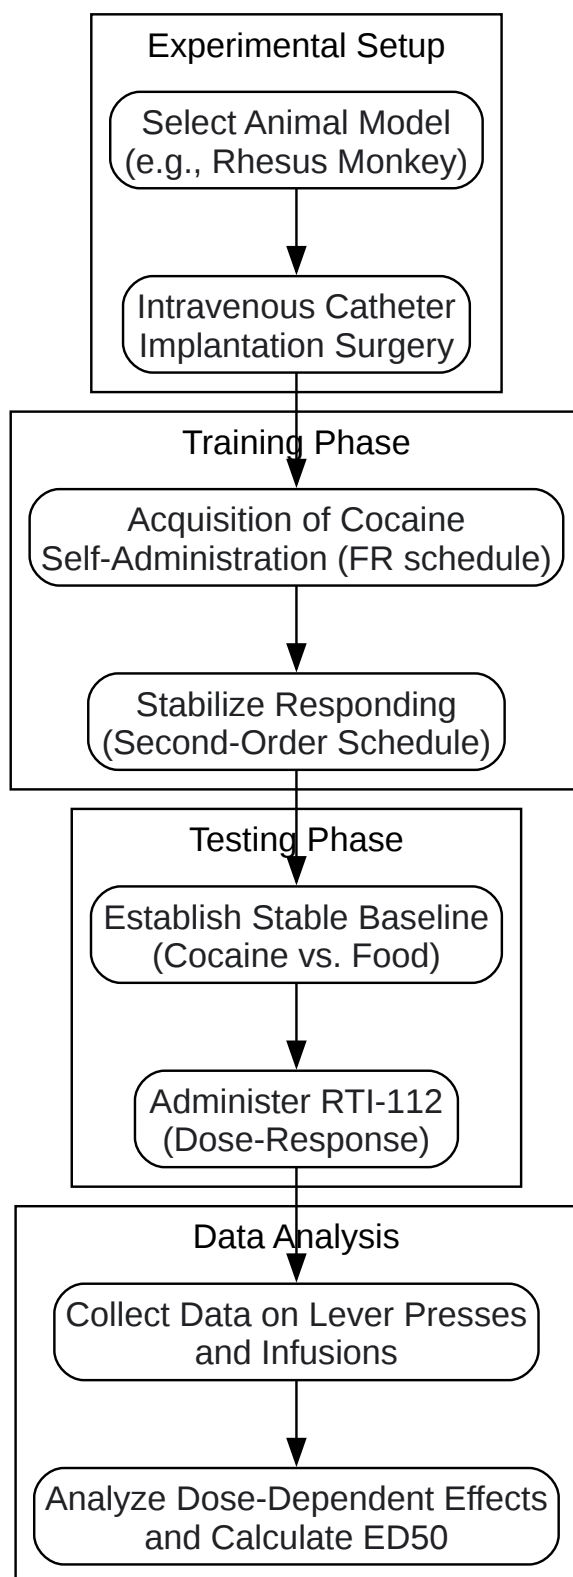 Experimental Setup
Select Animal Model
(e.g., Rhesus Monkey)
Intravenous Catheter
Implantation Surgery
Training Phase
Acquisition of Cocaine
Self-Administration (FR schedule)
Stabilize Responding
(Second-Order Schedule)
Testing Phase
Establish Stable Baseline
(Cocaine vs. Food)
Administer RTI-112
(Dose-Response)
Data Analysis
Collect Data on Lever Presses
and Infusions
Analyze Dose-Dependent Effects
and Calculate ED50